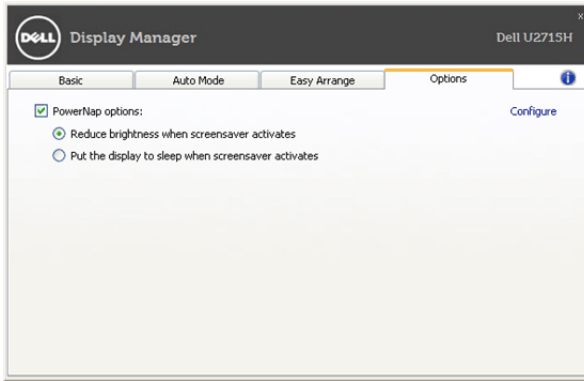 x
DELL Display Manager Dell U2715H
Basic Auto Mode Easy Arrange Options i
PowerNap options: Configure
Reduce brightness when screensaver activates
Put the display to sleep when screensaver activates